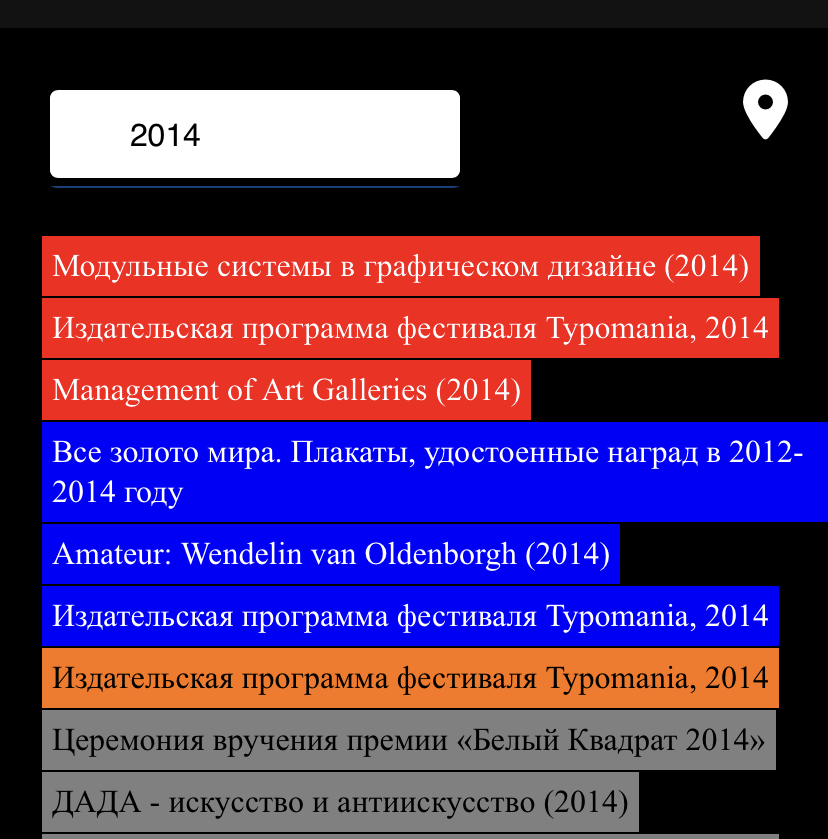 2014
Модульные системы в графическом дизайне (2014)
Издательская программа фестиваля Typomania, 2014
Management of Art Galleries (2014)
Все золото мира. Плакаты, удостоенные наград в 2012-
2014 году
Amateur: Wendelin van Oldenborgh (2014)
Издательская программа фестиваля Typomania, 2014
Издательская программа фестиваля Typomania, 2014
Церемония вручения премии «Белый Квадрат 2014»
ДАДА - искусство и антиискусство (2014)